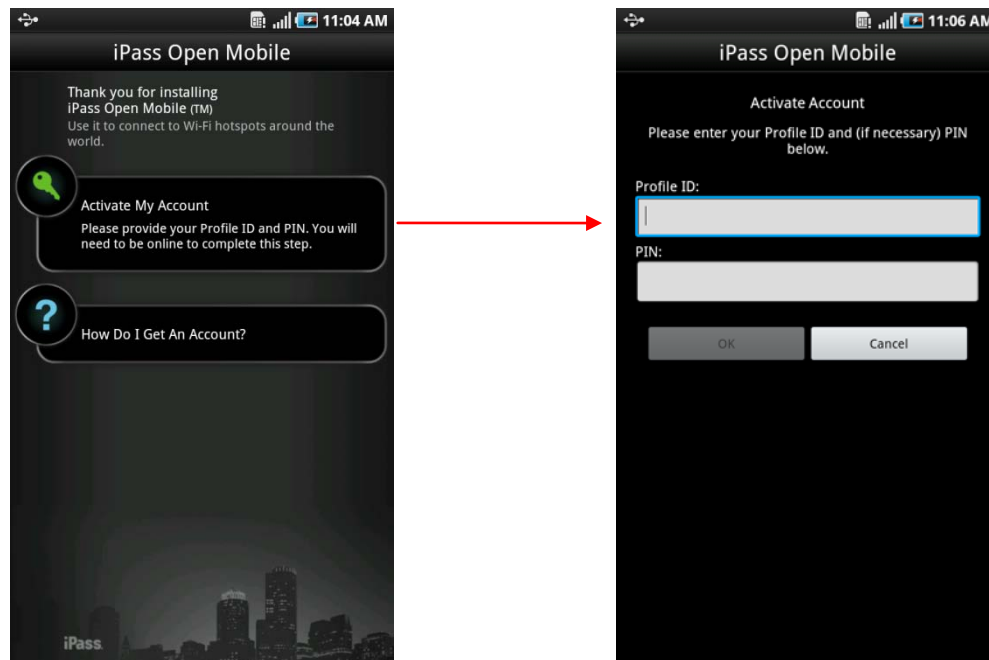 11:04 AM
iPass Open Mobile
Thank you for installing
iPass Open Mobile (TM)
Use it to connect to Wi-Fi hotspots around the
world.
Activate My Account
Please provide your Profile ID and PIN. You will
need to be online to complete this step.
?
How Do I Get An Account?
iPass
11:06 AM
iPass Open Mobile
Activate Account
Please enter your Profile ID and (if necessary) PIN
below.
Profile ID:
PIN:
OK
Cancel